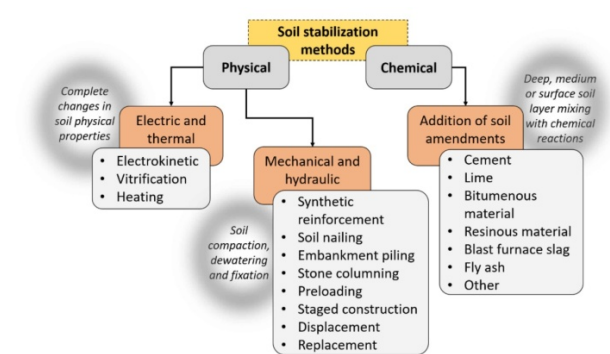 Soil stabilization
methods
Physical
Chemical
Complete
changes in
soil physical
properties
Electric and
thermal
• Electrokinetic
• Vitrification
• Heating
Mechanical and
hydraulic
• Synthetic
reinforcement
• Soil nailing
• Embankment piling
• Stone columning
• Preloading
• Staged construction
• Displacement
• Replacement
Soil
compaction,
dewatering
and fixation
Addition of soil
amendments
• Cement
• Lime
• Bitumenous
material
• Resinous material
• Blast furnace slag
• Fly ash
• Other
Deep, medium
or surface soil
layer mixing
with chemical
reactions